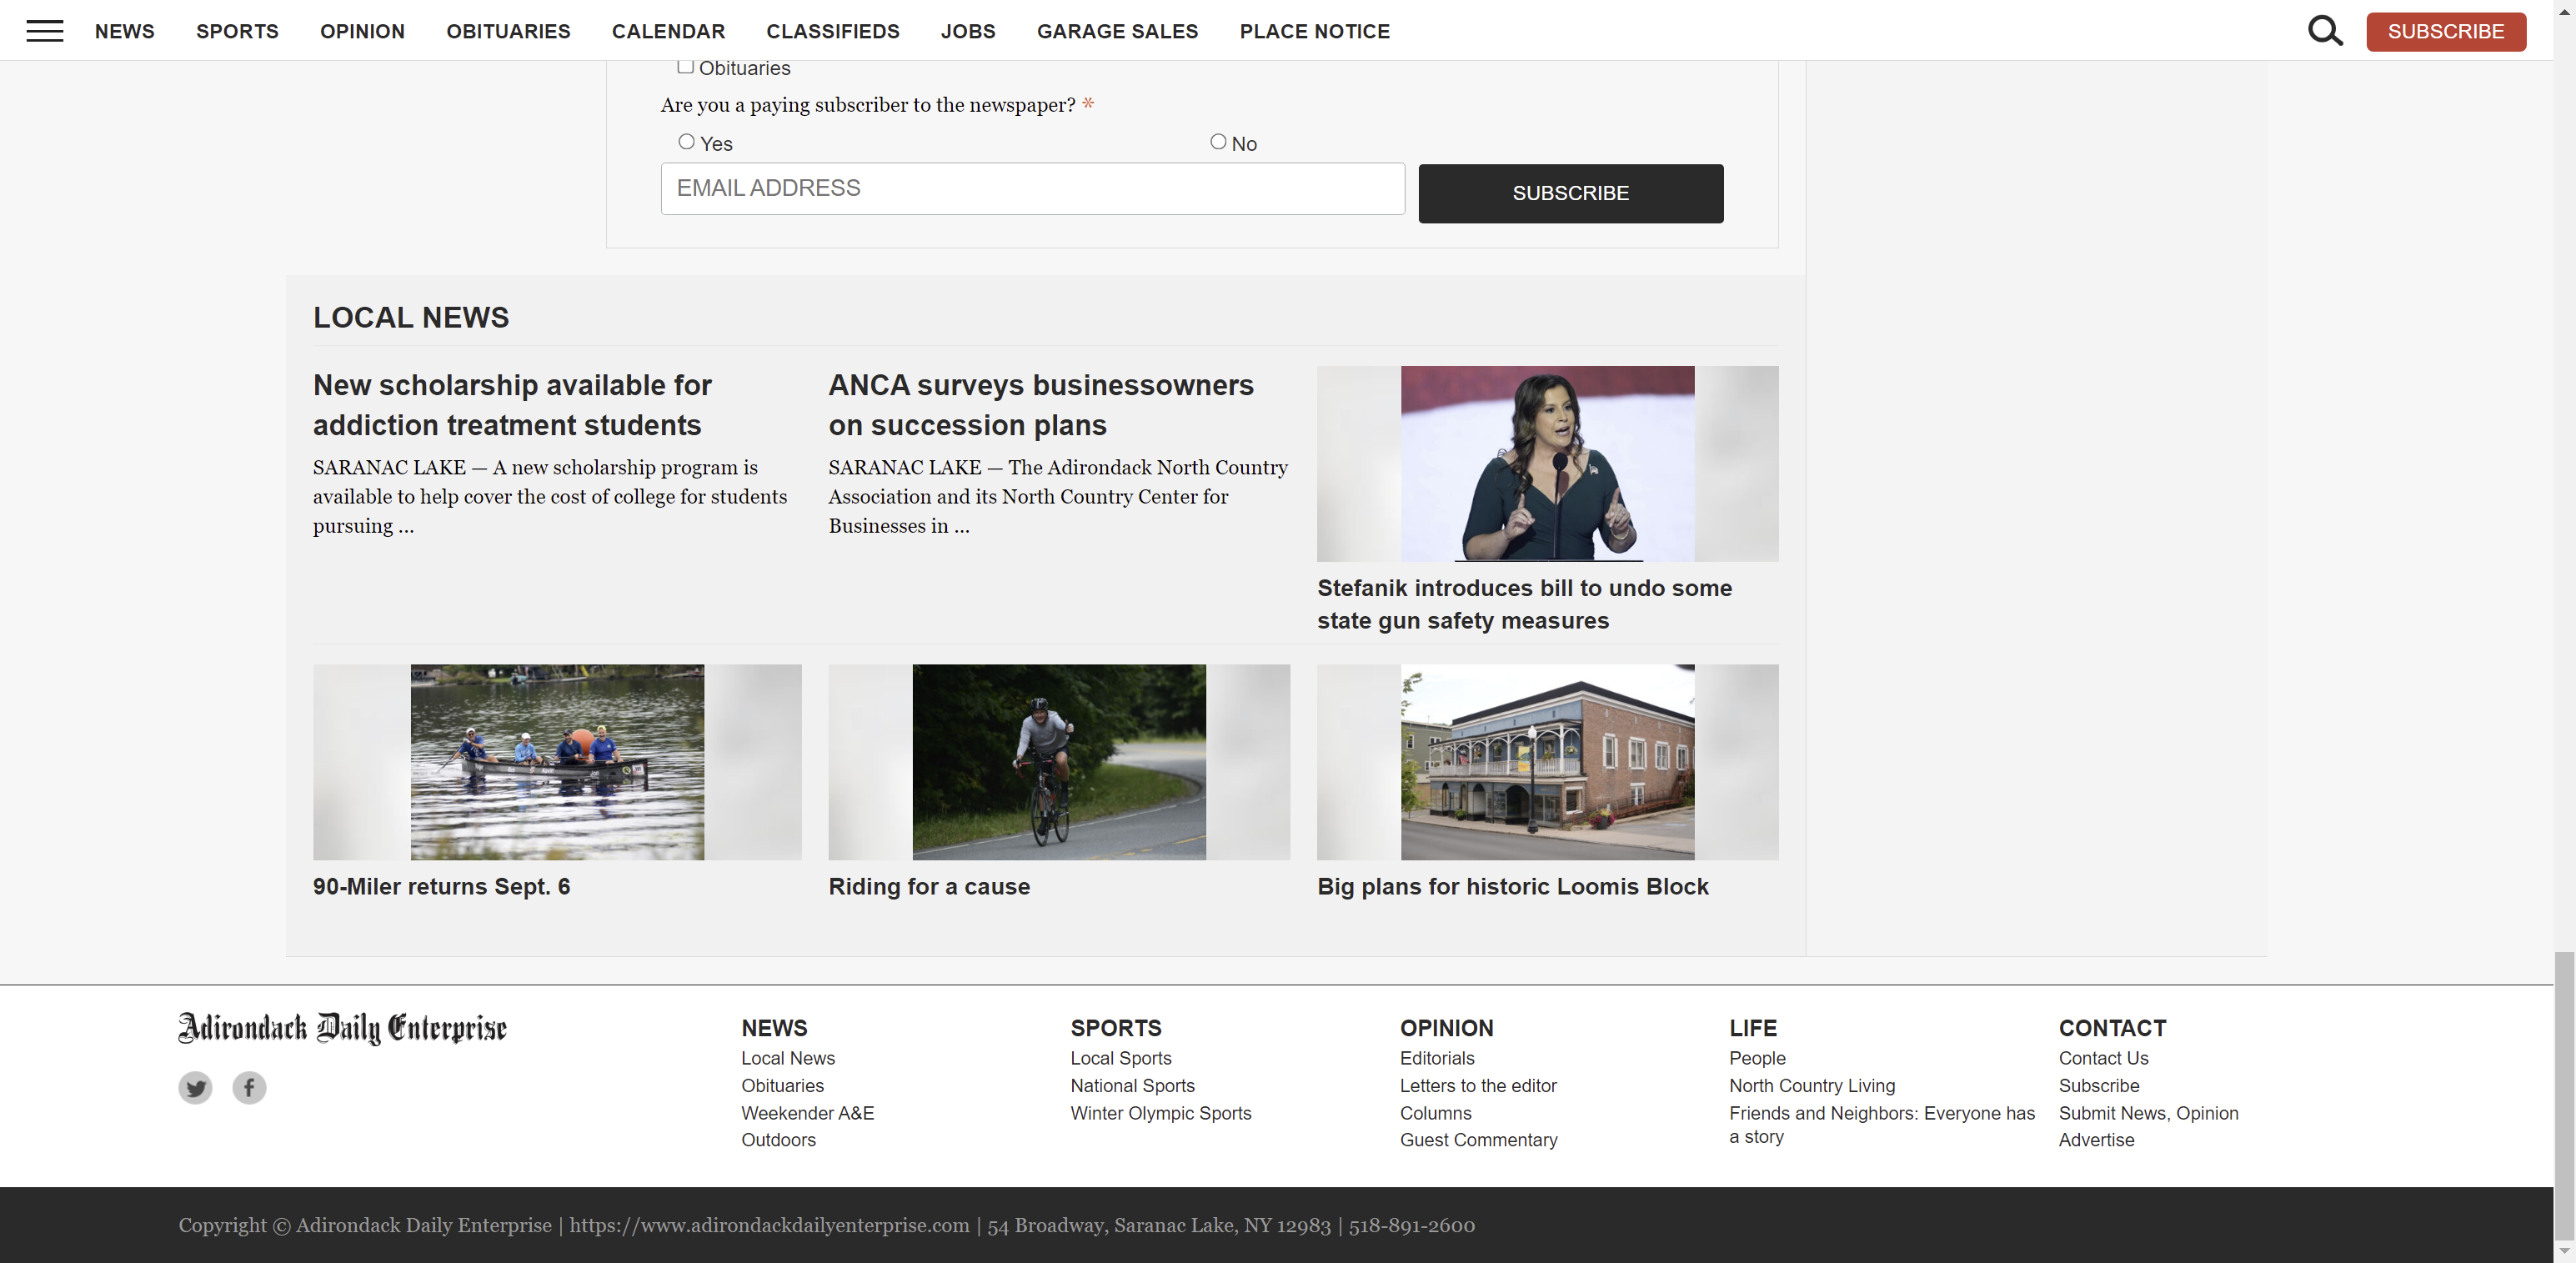 NEWS SPORTS OPINION OBITUARIES CALENDAR CLASSIFIEDS JOBS GARAGE SALES PLACE NOTICE SUBSCRIBE
Obituaries
Are you a paying subscriber to the newspaper? *
Yes No
EMAIL ADDRESS SUBSCRIBE
LOCAL NEWS
New scholarship available for
addiction treatment students
SARANAC LAKE — A new scholarship program is
available to help cover the cost of college for students
pursuing ...
ANCA surveys businessowners
on succession plans
SARANAC LAKE — The Adirondack North Country
Association and its North Country Center for
Businesses in ...
Stefanik introduces bill to undo some
state gun safety measures
90-Miler returns Sept. 6
Riding for a cause
Big plans for historic Loomis Block
Adirondack Daily Enterprise
NEWS
Local News
Obituaries
Weekender A&E
Outdoors
SPORTS
Local Sports
National Sports
Winter Olympic Sports
OPINION
Editorials
Letters to the editor
Columns
Guest Commentary
LIFE
People
North Country Living
Friends and Neighbors: Everyone has
a story
CONTACT
Contact Us
Subscribe
Submit News, Opinion
Advertise
Copyright © Adirondack Daily Enterprise | https://www.adirondackdailyenterprise.com | 54 Broadway, Saranac Lake, NY 12983 | 518-891-2600